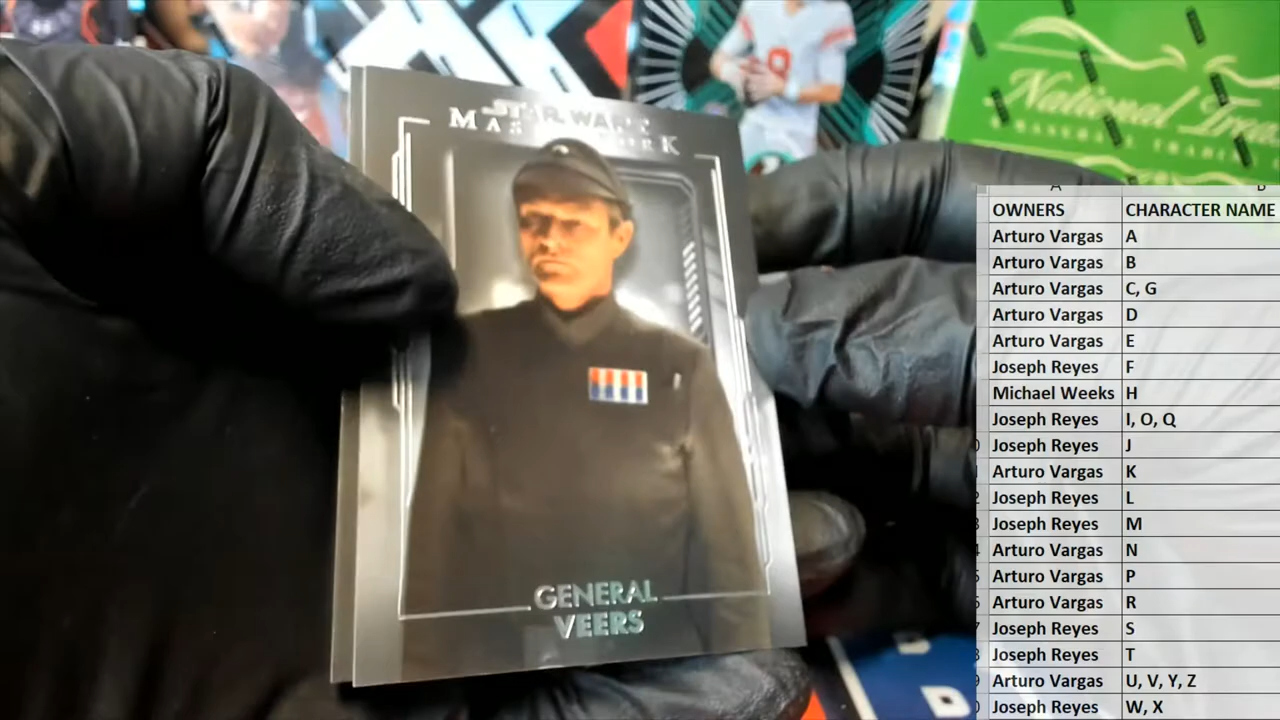 STAR WARS
GENERAL
VEERS
National
A B
OWNERS CHARACTER NAME
Arturo Vargas A
Arturo Vargas B
Arturo Vargas C, G
Arturo Vargas D
Arturo Vargas E
Joseph Reyes F
Michael Weeks H
Joseph Reyes I, O, Q
Joseph Reyes J
Arturo Vargas K
Joseph Reyes L
Joseph Reyes M
Arturo Vargas N
Arturo Vargas P
Arturo Vargas R
Joseph Reyes S
Joseph Reyes T
Arturo Vargas U, V, Y, Z
Joseph Reyes W, X